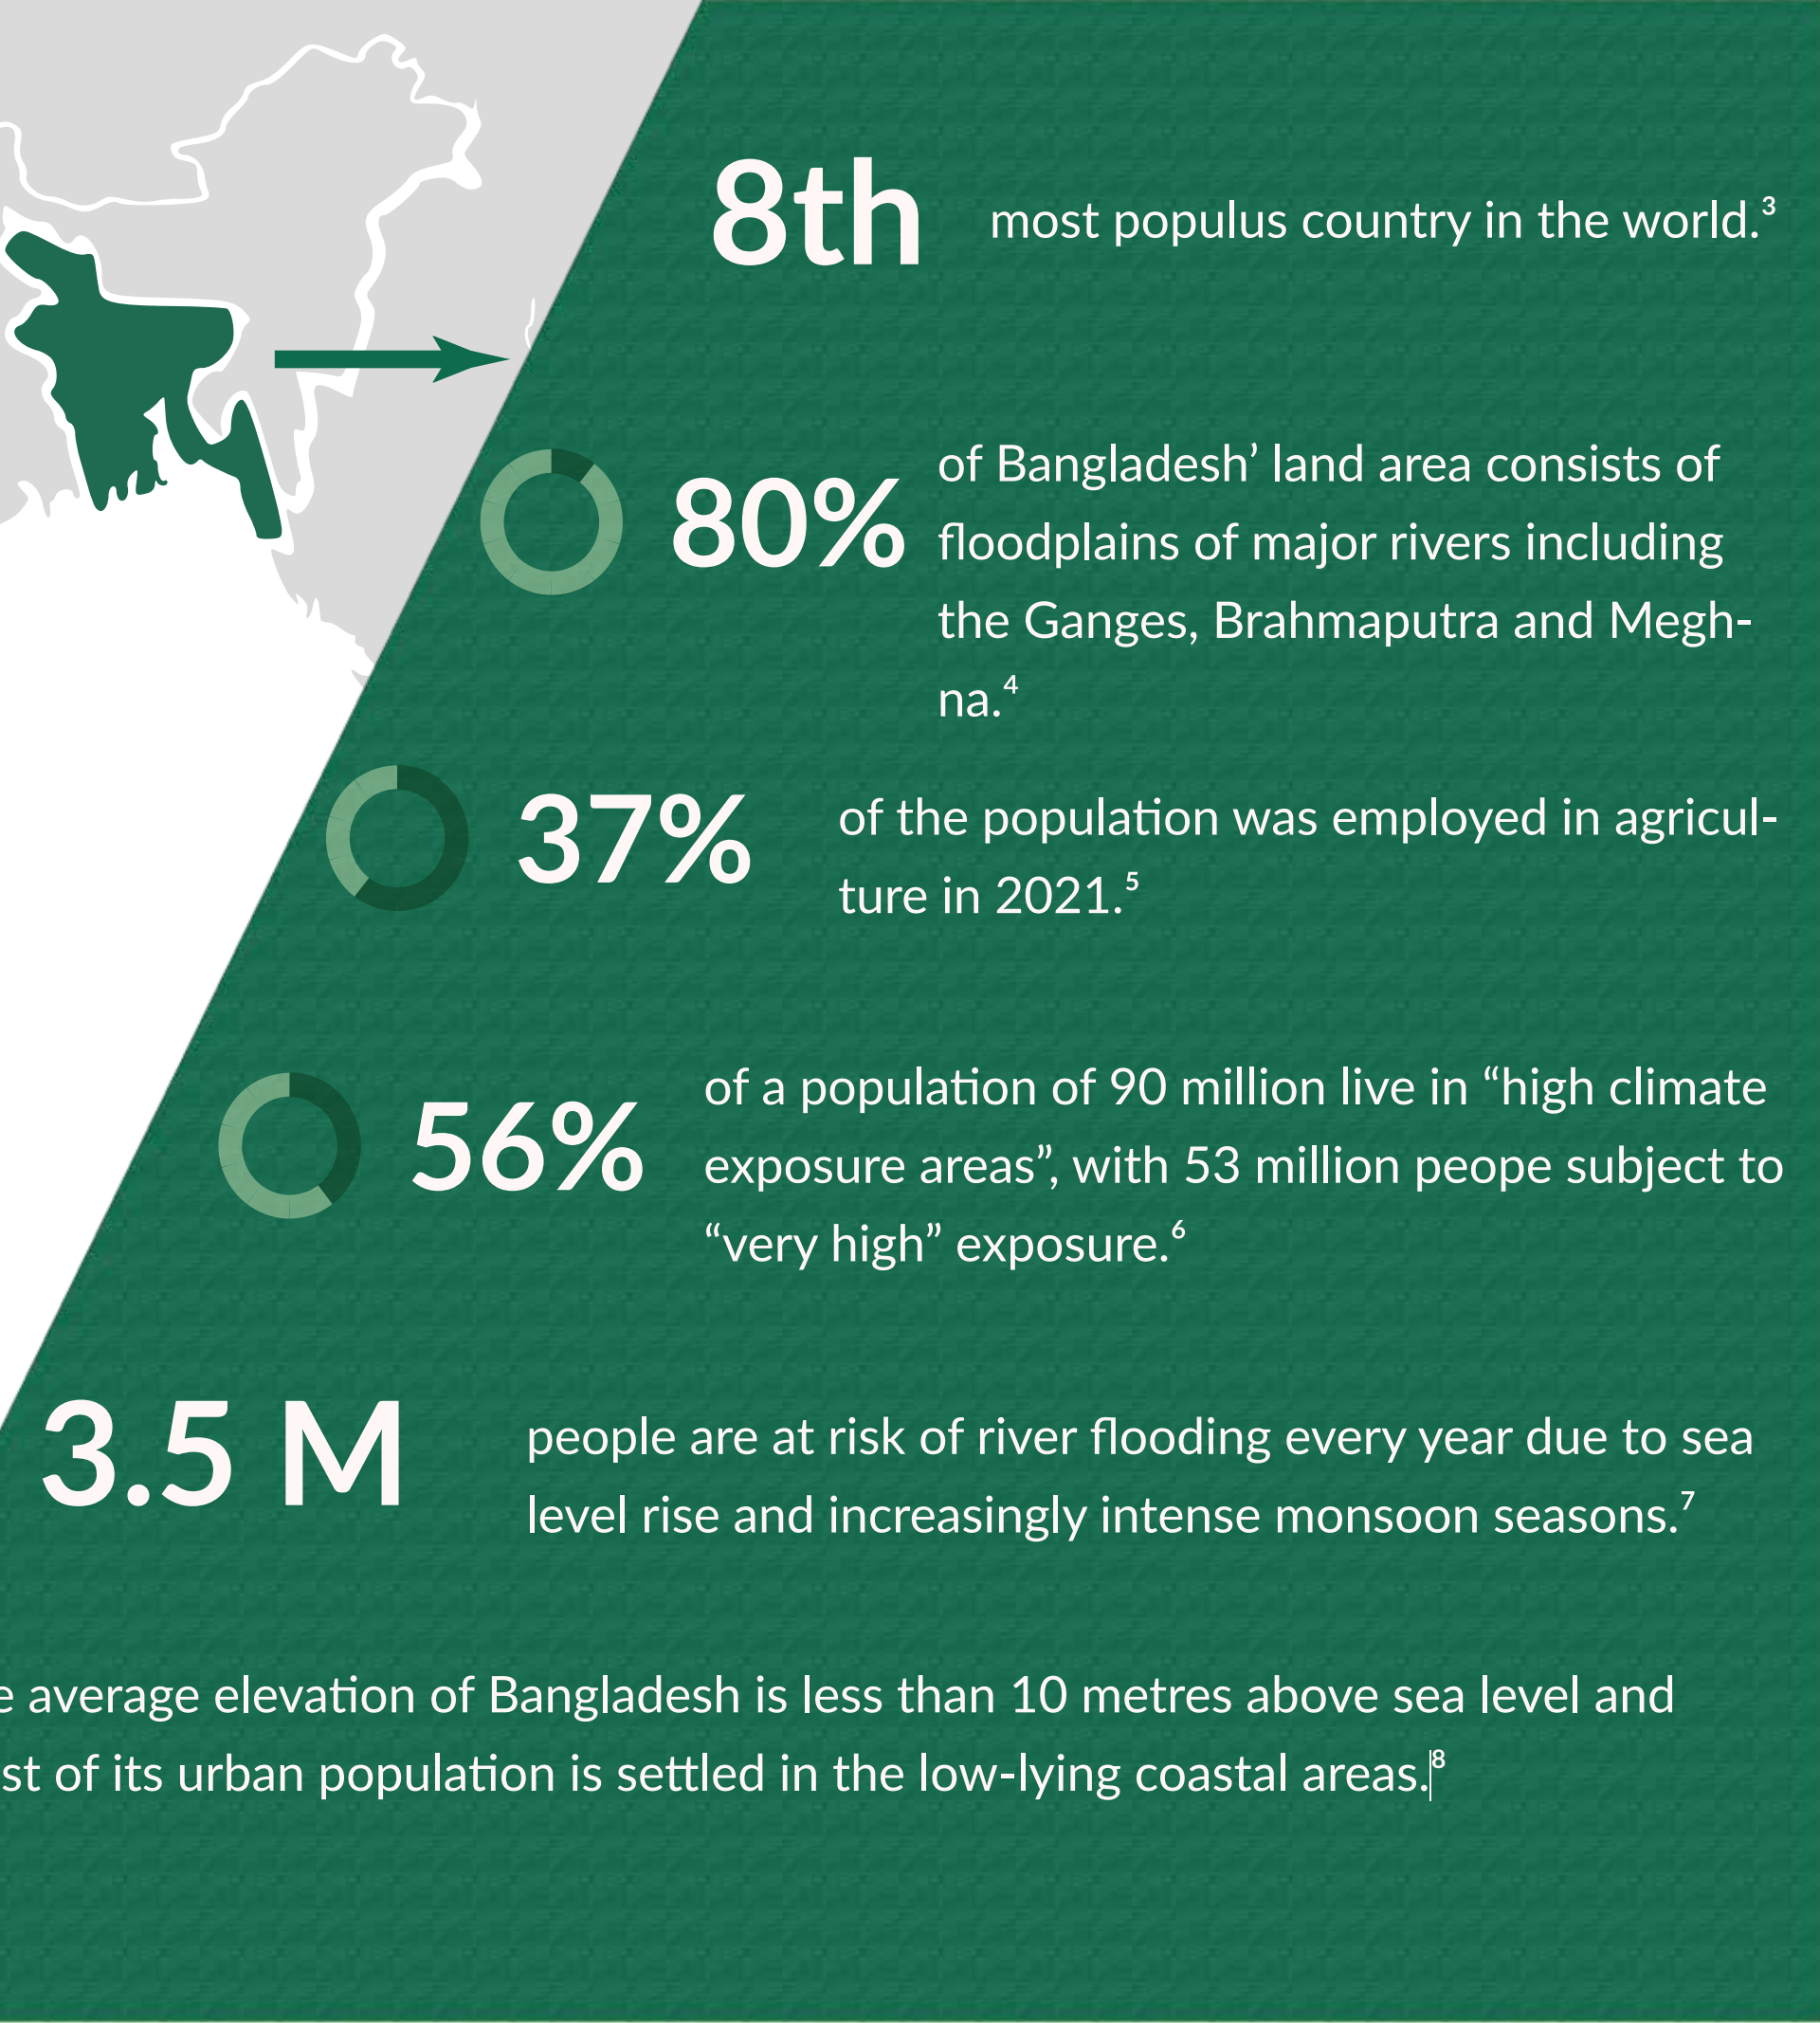 8th most populus country in the world.³
80% of Bangladesh’ land area consists of
floodplains of major rivers including
the Ganges, Brahmaputra and Megh-
na.⁴
37% of the population was employed in agricul-
ture in 2021.⁵
56% of a population of 90 million live in “high climate
exposure areas”, with 53 million peope subject to
“very high” exposure.⁶
3.5 M people are at risk of river flooding every year due to sea
level rise and increasingly intense monsoon seasons.⁷
e average elevation of Bangladesh is less than 10 metres above sea level and
st of its urban population is settled in the low-lying coastal areas.⁸